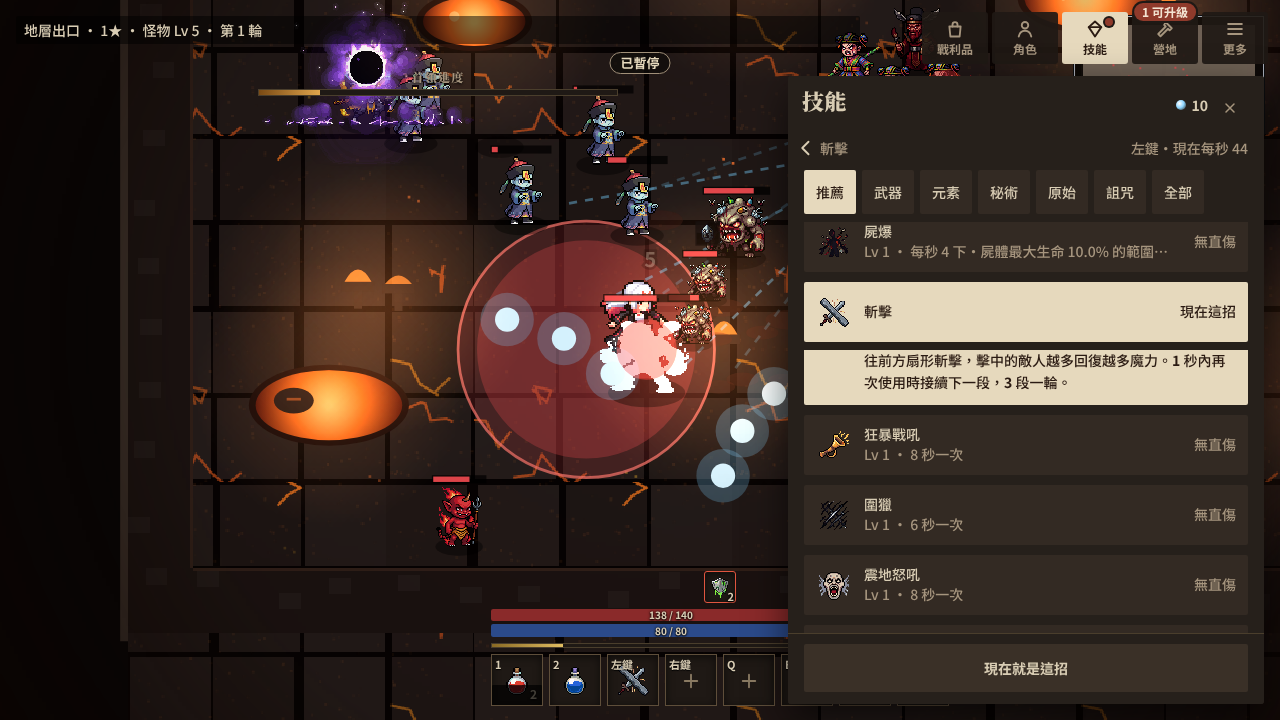 地層出口 • 1★ • 怪物 Lv 5 • 第 1 輪
已暫停
1 可升級
戰利品
角色
技能
營地
更多
技能
10
斬擊
左鍵・現在每秒 44
推薦
武器
元素
秘術
原始
詛咒
全部
屍爆
Lv 1 • 每秒 4 下・屍體最大生命 10.0% 的範圍⋯
無直傷
斬擊
現在這招
往前方扇形斬擊，擊中的敵人越多回復越多魔力。1 秒內再
次使用時接續下一段，3 段一輪。
狂暴戰吼
Lv 1 • 8 秒一次
無直傷
圍獵
Lv 1 • 6 秒一次
無直傷
震地怒吼
Lv 1 • 8 秒一次
無直傷
現在就是這招
5
2
138 / 140
80 / 80
1
2
2
左鍵
右鍵
Q